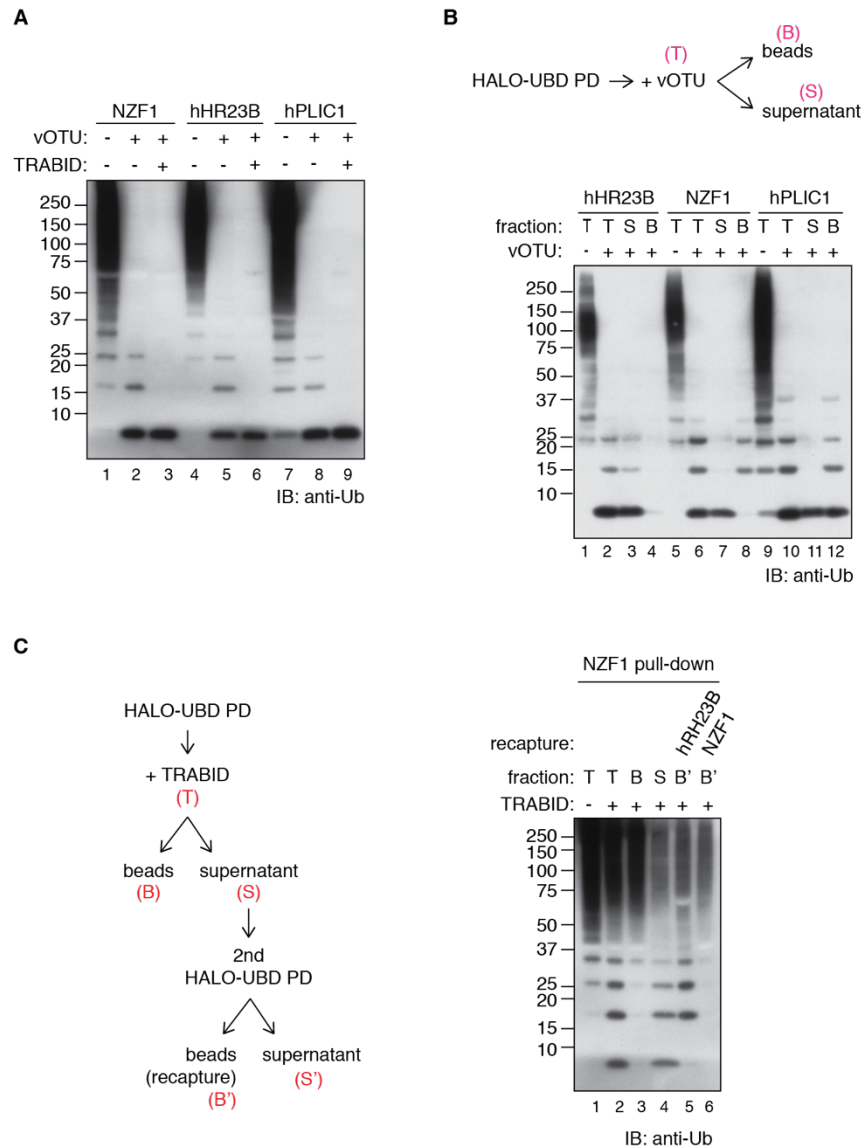 A
NZF1 hHR23B hPLIC1
vOTU: - + + - + + - + +
TRABID: - - + - - + - - +
250
150
100
75
50
37
25
20
15
10
1 2 3 4 5 6 7 8 9
IB: anti-Ub
B
(T) (B)
HALO-UBD PD + vOTU beads
(S)
supernatant
hHR23B NZF1 hPLIC1
fraction: T T S B T T S B T T S B
vOTU: - + + + - + + + - + + +
250
150
100
75
50
37
25
20
15
10
1 2 3 4 5 6 7 8 9 10 11 12
IB: anti-Ub
C
HALO-UBD PD
+ TRABID
(T)
beads supernatant
(B) (S)
2nd
HALO-UBD PD
beads supernatant
(recapture) (S')
(B')
NZF1 pull-down
recapture: hRH23B NZF1
fraction: T T B S B' B'
TRABID: - + + + + +
250
150
100
75
50
37
25
20
15
10
1 2 3 4 5 6
IB: anti-Ub